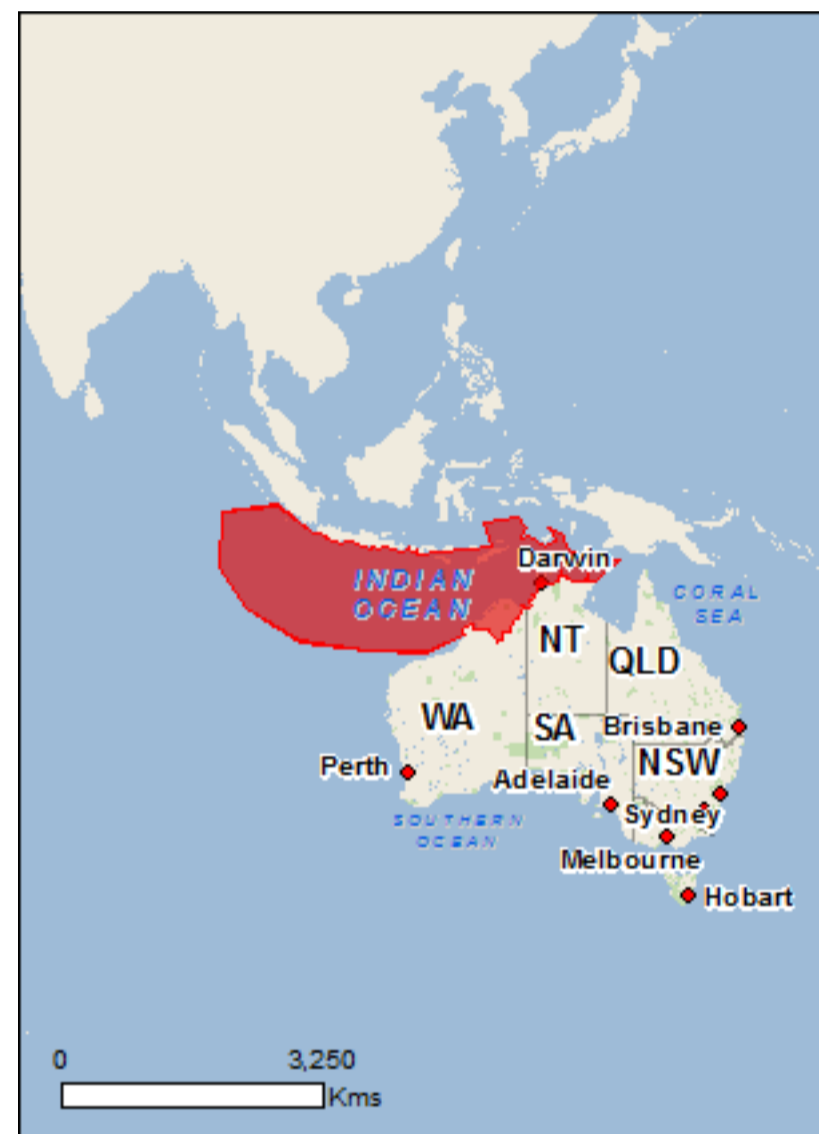 Darwin
INDIAN
OCEAN
CORAL
SEA
NT
QLD
WA
SA
Brisbane
NSW
Perth
Adelaide
Sydney
SOUTHERN
OCEAN
Melbourne
Hobart
0 3,250
Kms